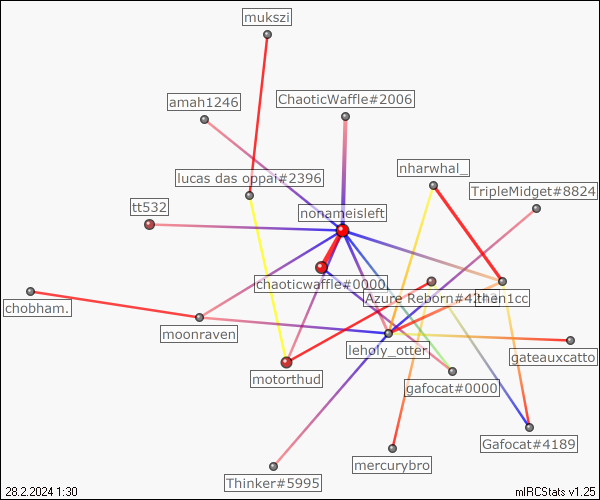 mukszi
amah1246
ChaoticWaffle#2006
nharwhal_
lucas das oppai#2396
TripleMidget#8824
tt532
nonameisleft
chaoticwaffle#0000
Azure Reborn#42
then1cc
chobham.
moonraven
leholy_otter
gateauxcatto
motorthud
gafocat#0000
Gafocat#4189
mercurybro
Thinker#5995
28.2.2024 1:30
mIRCStats v1.25